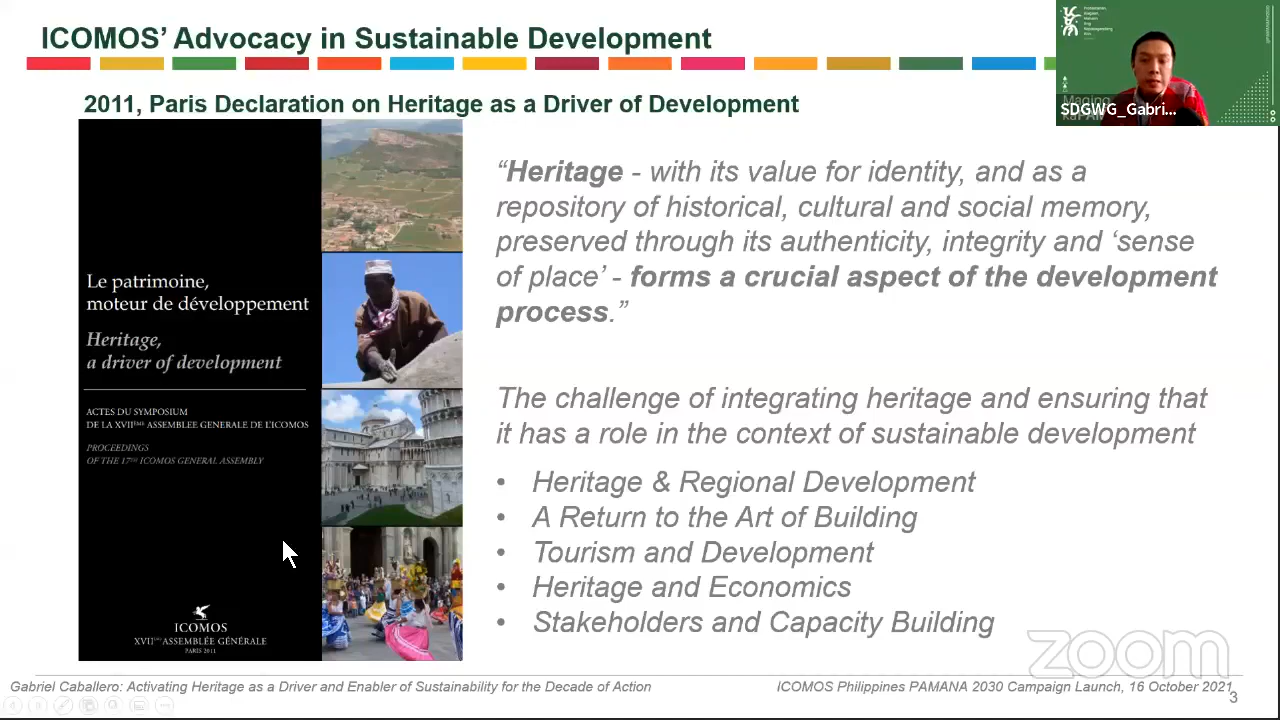 ICOMOS’ Advocacy in Sustainable Development
2011, Paris Declaration on Heritage as a Driver of Development
Le patrimoine,
moteur de développement
Heritage,
a driver of development
ACTES DU SYMPOSIUM
DE LA XVIIÈME ASSEMBLEE GENERALE DE L'ICOMOS
PROCEEDINGS
OF THE 17TH ICOMOS GENERAL ASSEMBLY
ICOMOS
XVIIÈME ASSEMBLÉE GÉNÉRALE
PARIS 2011
“Heritage - with its value for identity, and as a
repository of historical, cultural and social memory,
preserved through its authenticity, integrity and ‘sense
of place’ - forms a crucial aspect of the development
process.”
The challenge of integrating heritage and ensuring that
it has a role in the context of sustainable development
• Heritage & Regional Development
• A Return to the Art of Building
• Tourism and Development
• Heritage and Economics
• Stakeholders and Capacity Building
SDGWG_Gabri...
zoom
Gabriel Caballero: Activating Heritage as a Driver and Enabler of Sustainability for the Decade of Action
ICOMOS Philippines PAMANA 2030 Campaign Launch, 16 October 2021
3